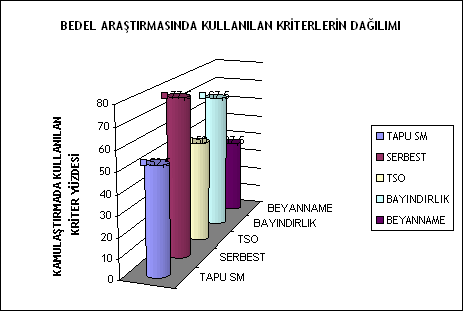 BEDEL ARAŞTIRMASINDA KULLANILAN KRİTERLERİN DAĞILIMI
KAMULAŞTIRMADA KULLANILAN
KRİTER YÜZDESİ
80
70
60
50
40
30
20
10
0
77,5
52,5
50
67,5
TAPU SM
SERBEST
TSO
BAYINDIRLIK
BEYANNAME
TAPU SM
SERBEST
TSO
BAYINDIRLIK
BEYANNAME